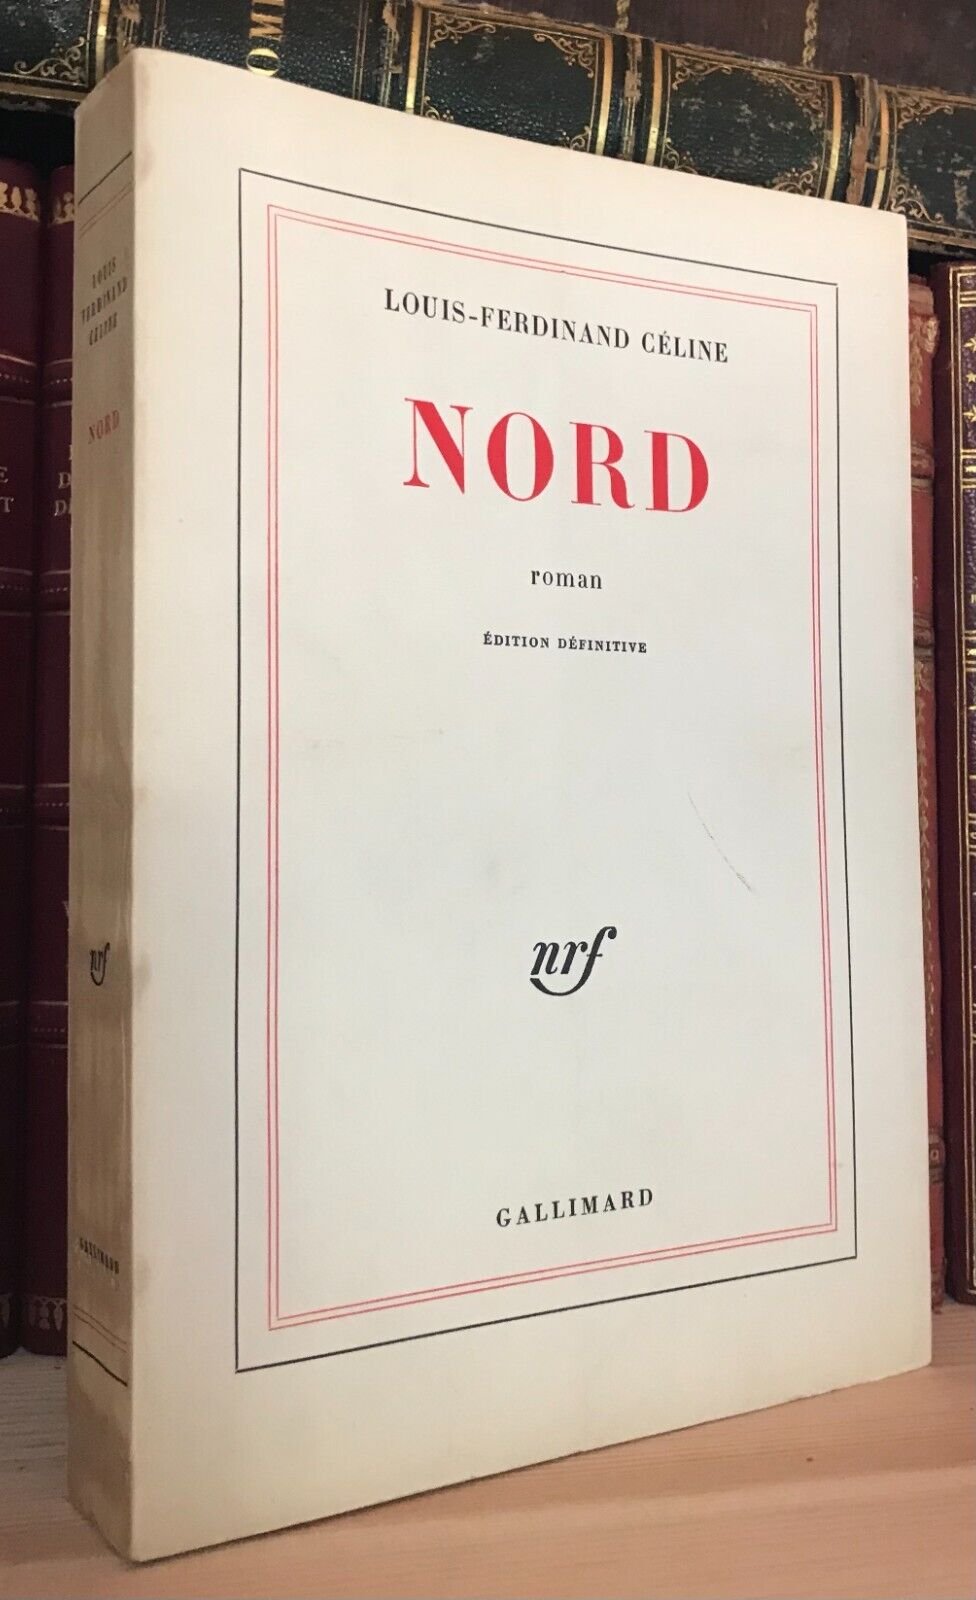 LOUIS-FERDINAND CÉLINE
NORD
roman
ÉDITION DÉFINITIVE
nrf
GALLIMARD
LOUIS
FERDINAND
CÉLINE
NORD
nrf
GALLIMARD